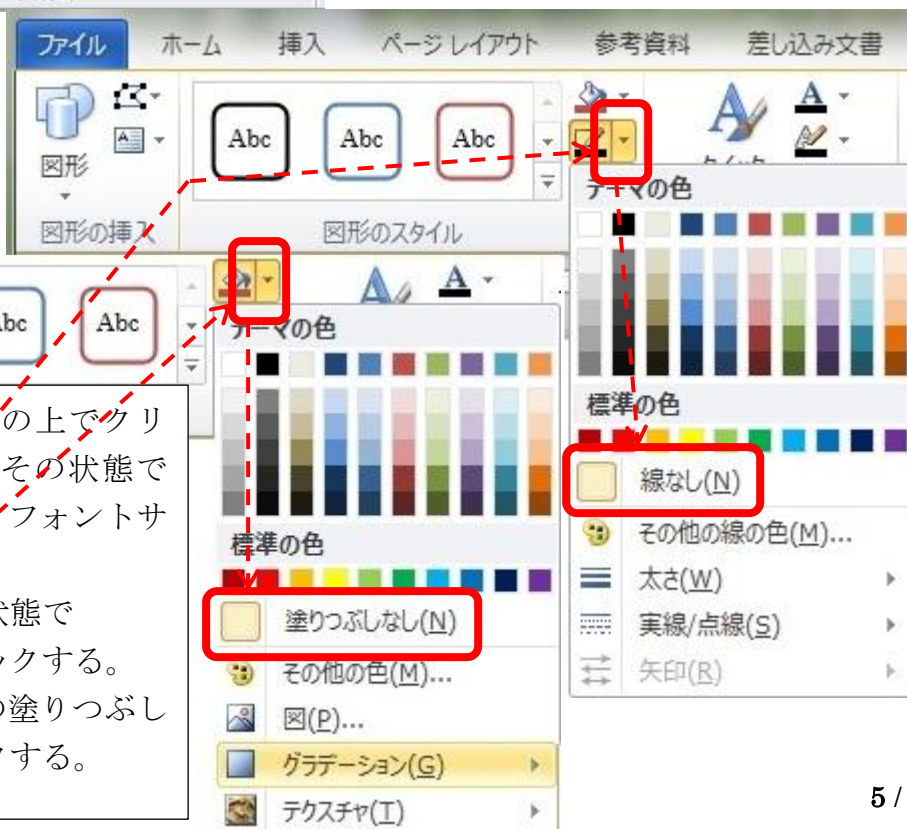 ファイル ホーム 挿入 ページ レイアウト 参考資料 差し込み文書
Abc Abc Abc
図形
図形の挿入 図形のスタイル
テーマの色
標準の色
線なし(N)
その他の線の色(M)...
太さ(W)
実線/点線(S)
矢印(R)
Abc
テーマの色
標準の色
塗りつぶしなし(N)
その他の色(M)...
図(P)...
グラデーション(G)
テクスチャ(T)
の上でクリ
その状態で
フォントサ
状態で
ックする。
の塗りつぶし
する。
5 /